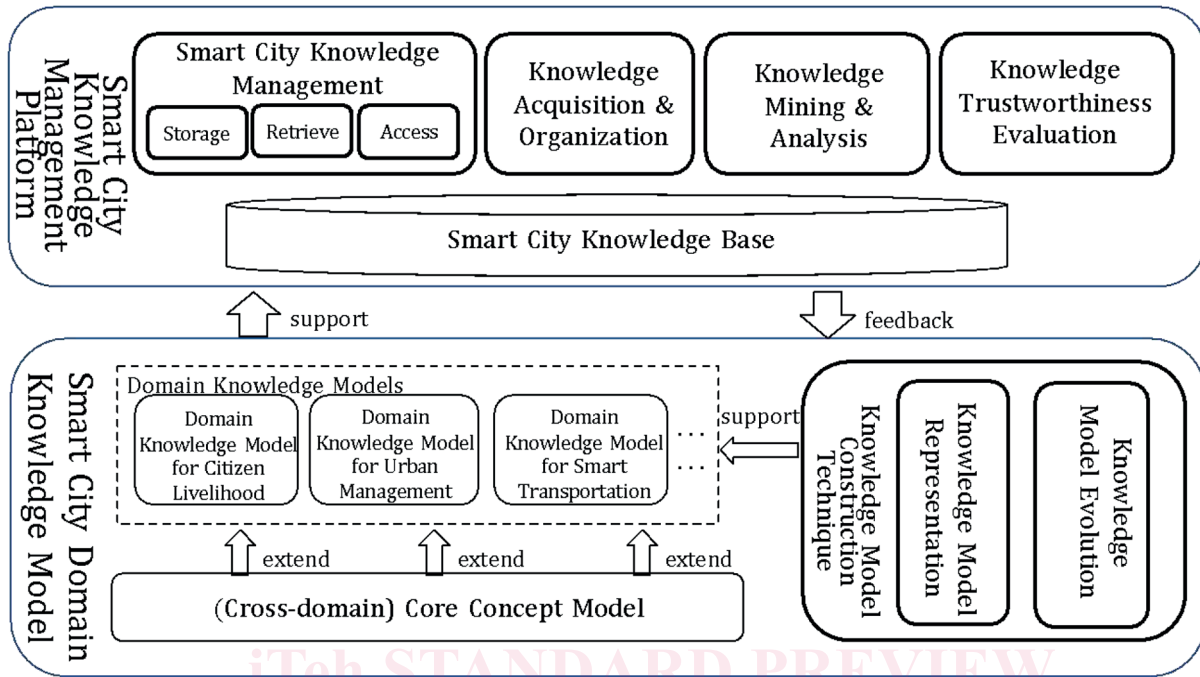 Smart City
Knowledge
Management
Platform
Smart City Knowledge
Management
Storage
Retrieve
Access
Knowledge
Acquisition &
Organization
Knowledge
Mining &
Analysis
Knowledge
Trustworthiness
Evaluation
Smart City Knowledge Base
support
feedback
Smart City Domain
Knowledge Model
Domain Knowledge Models
Domain
Knowledge Model
for Citizen
Livelihood
Domain
Knowledge Model
for Urban
Management
Domain
Knowledge Model
for Smart
Transportation
...
...
support
Knowledge Model
Construction
Technique
Knowledge Model
Representation
Knowledge
Model Evolution
extend
extend
extend
(Cross-domain) Core Concept Model
iTeh STANDARD PREVIEW